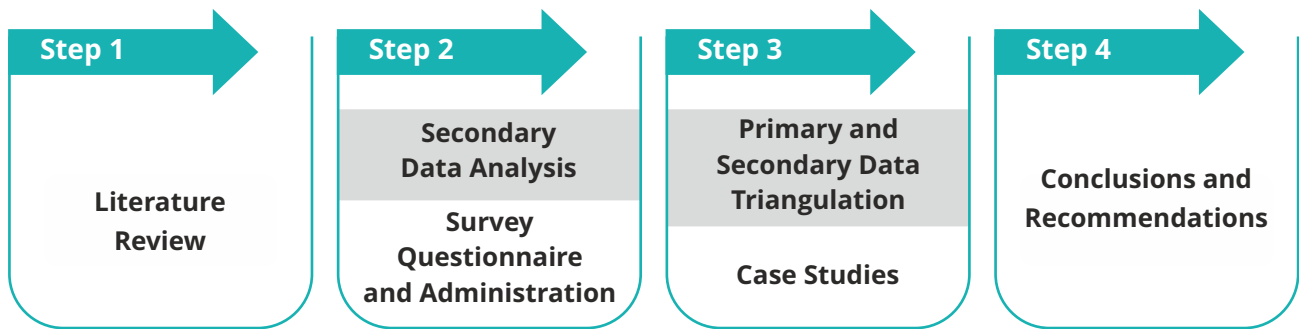 Step 1
Literature
Review
Step 2
Secondary
Data Analysis
Survey
Questionnaire
and Administration
Step 3
Primary and
Secondary Data
Triangulation
Case Studies
Step 4
Conclusions and
Recommendations